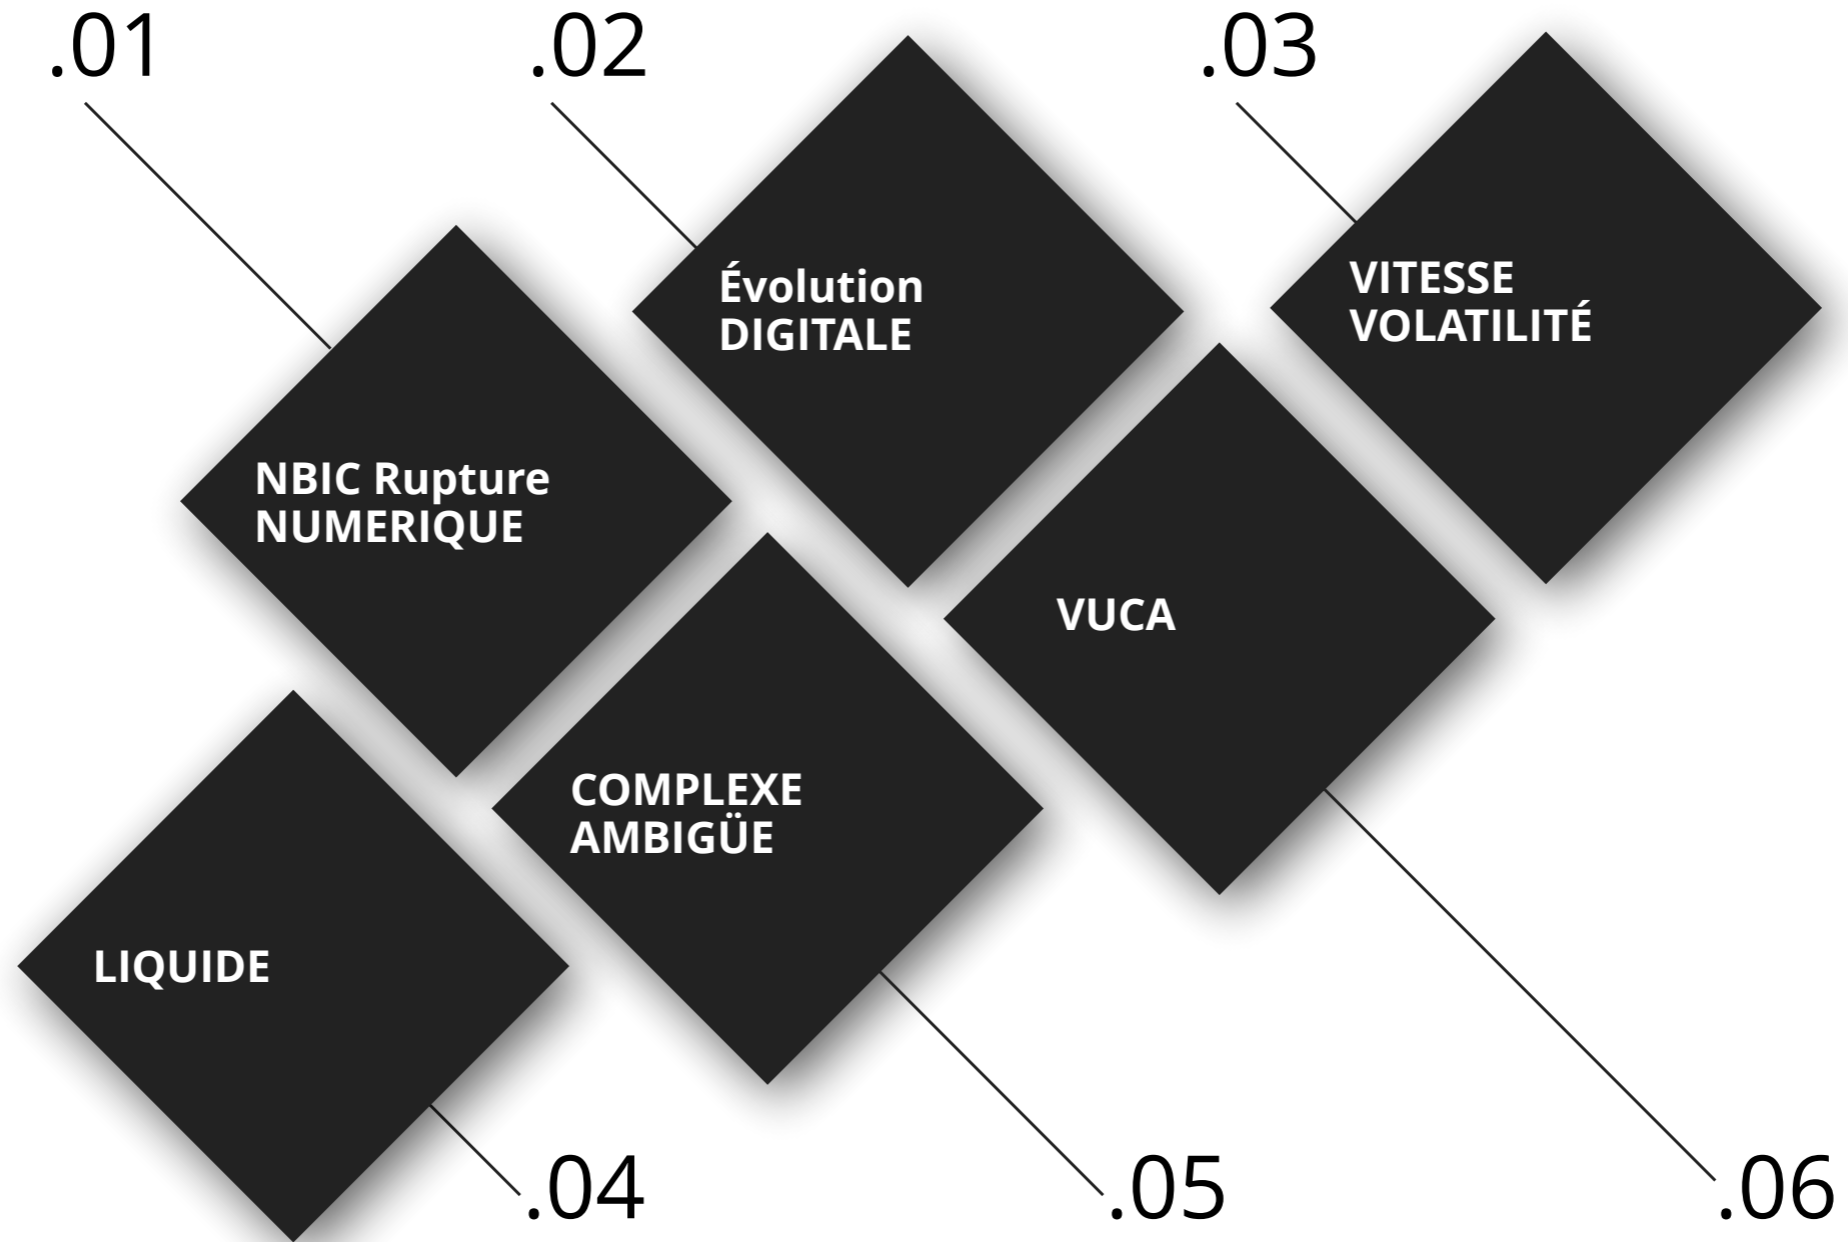 .01
.02
.03
Évolution
DIGITALE
VITESSE
VOLATILITÉ
NBIC Rupture
NUMERIQUE
VUCA
COMPLEXE
AMBIGÜE
LIQUIDE
.04
.05
.06